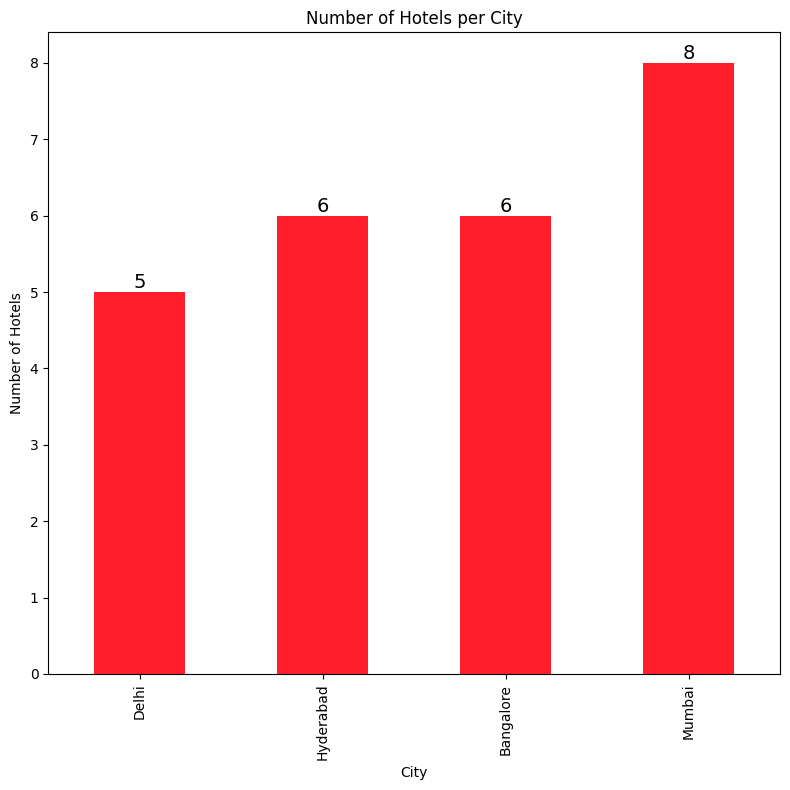 Number of Hotels per City
8
7
6
5
4
3
2
1
0
Number of Hotels
5
6
6
8
Delhi
Hyderabad
Bangalore
Mumbai
City